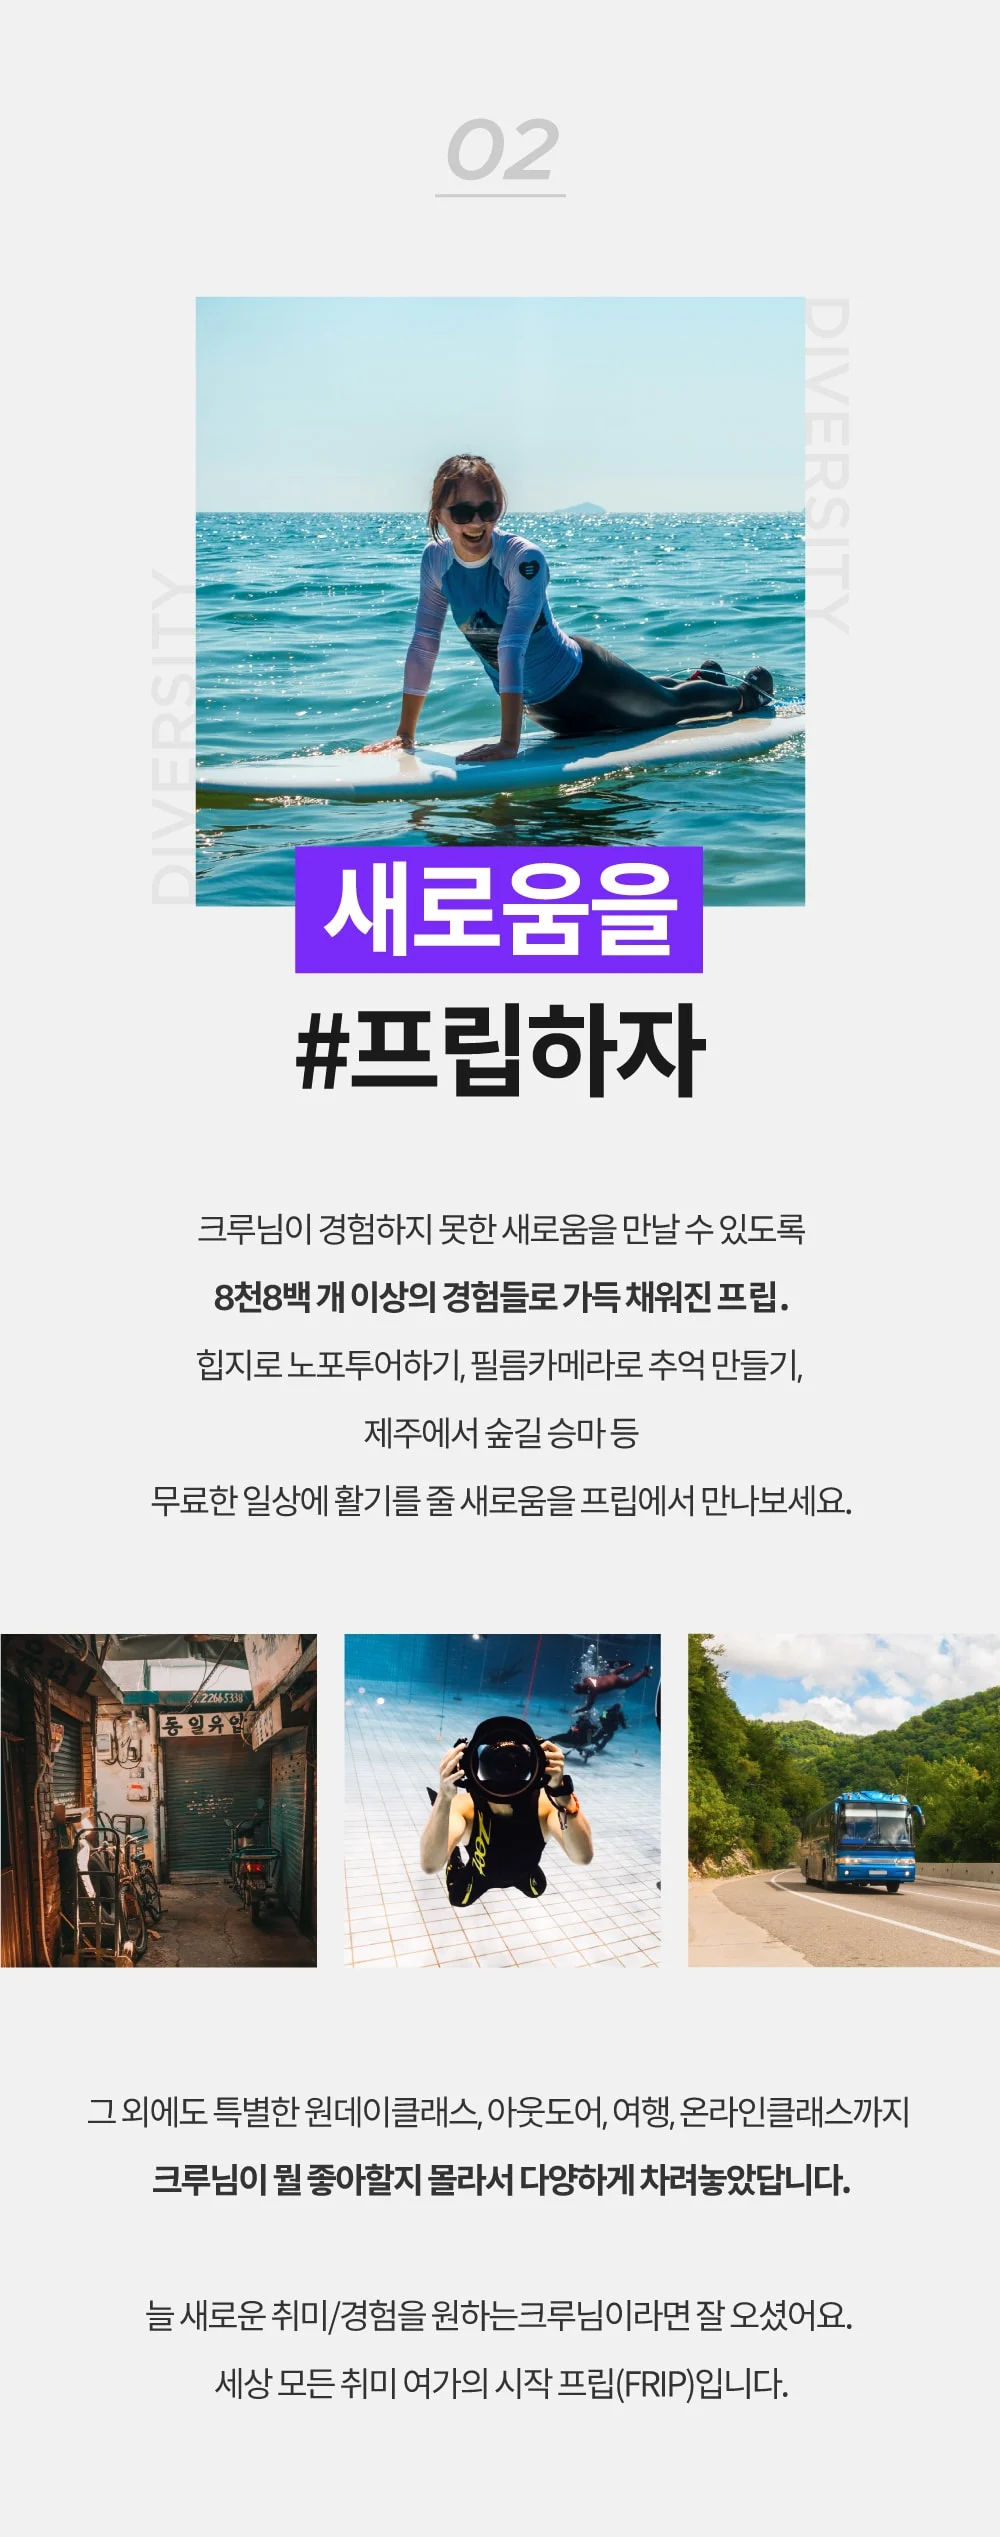 02
DIVERSITY
DIVERSITY
새로움을
#프립하자
크루님이 경험하지 못한 새로움을 만날 수 있도록
8천8백 개 이상의 경험들로 가득 채워진 프립.
힙지로 노포투어하기, 필름카메라로 추억 만들기,
제주에서 숲길 승마 등
무료한 일상에 활기를 줄 새로움을 프립에서 만나보세요.
2266-5338
동일유압
그 외에도 특별한 원데이클래스, 아웃도어, 여행, 온라인클래스까지
크루님이 뭘 좋아할지 몰라서 다양하게 차려놓았답니다.
늘 새로운 취미/경험을 원하는크루님이라면 잘 오셨어요.
세상 모든 취미 여가의 시작 프립(FRIP)입니다.